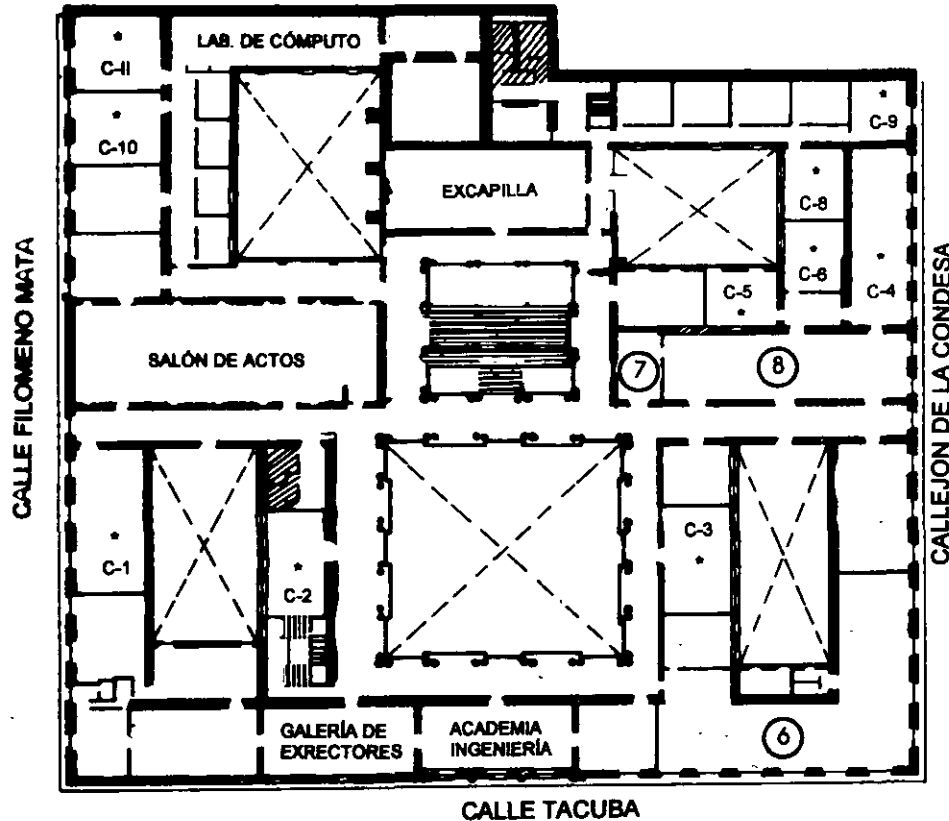 LAB. DE CÓMPUTO
C-11
C-10
C-9
EXCAPILLA
C-8
C-6
C-4
C-5
SALÓN DE ACTOS
7
8
CALLE FILOMENO MATA
CALLEJON DE LA CONDESA
C-1
C-2
C-3
GALERÍA DE
EXRECTORES
ACADEMIA
INGENIERÍA
6
CALLE TACUBA